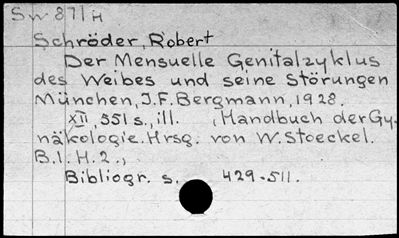 Sw 871 H
Schröder, Robert
Der Mensuelle Genitalzyklus
des Weibes und seine Störungen
München, J.F. Bergmann, 1928.
XII, 551 s., ill. (Handbuch der Gy-
näkologie. Hrsg. von W. Stoeckel.
B.1. H.2.,
Bibliogr. s. 429-511.